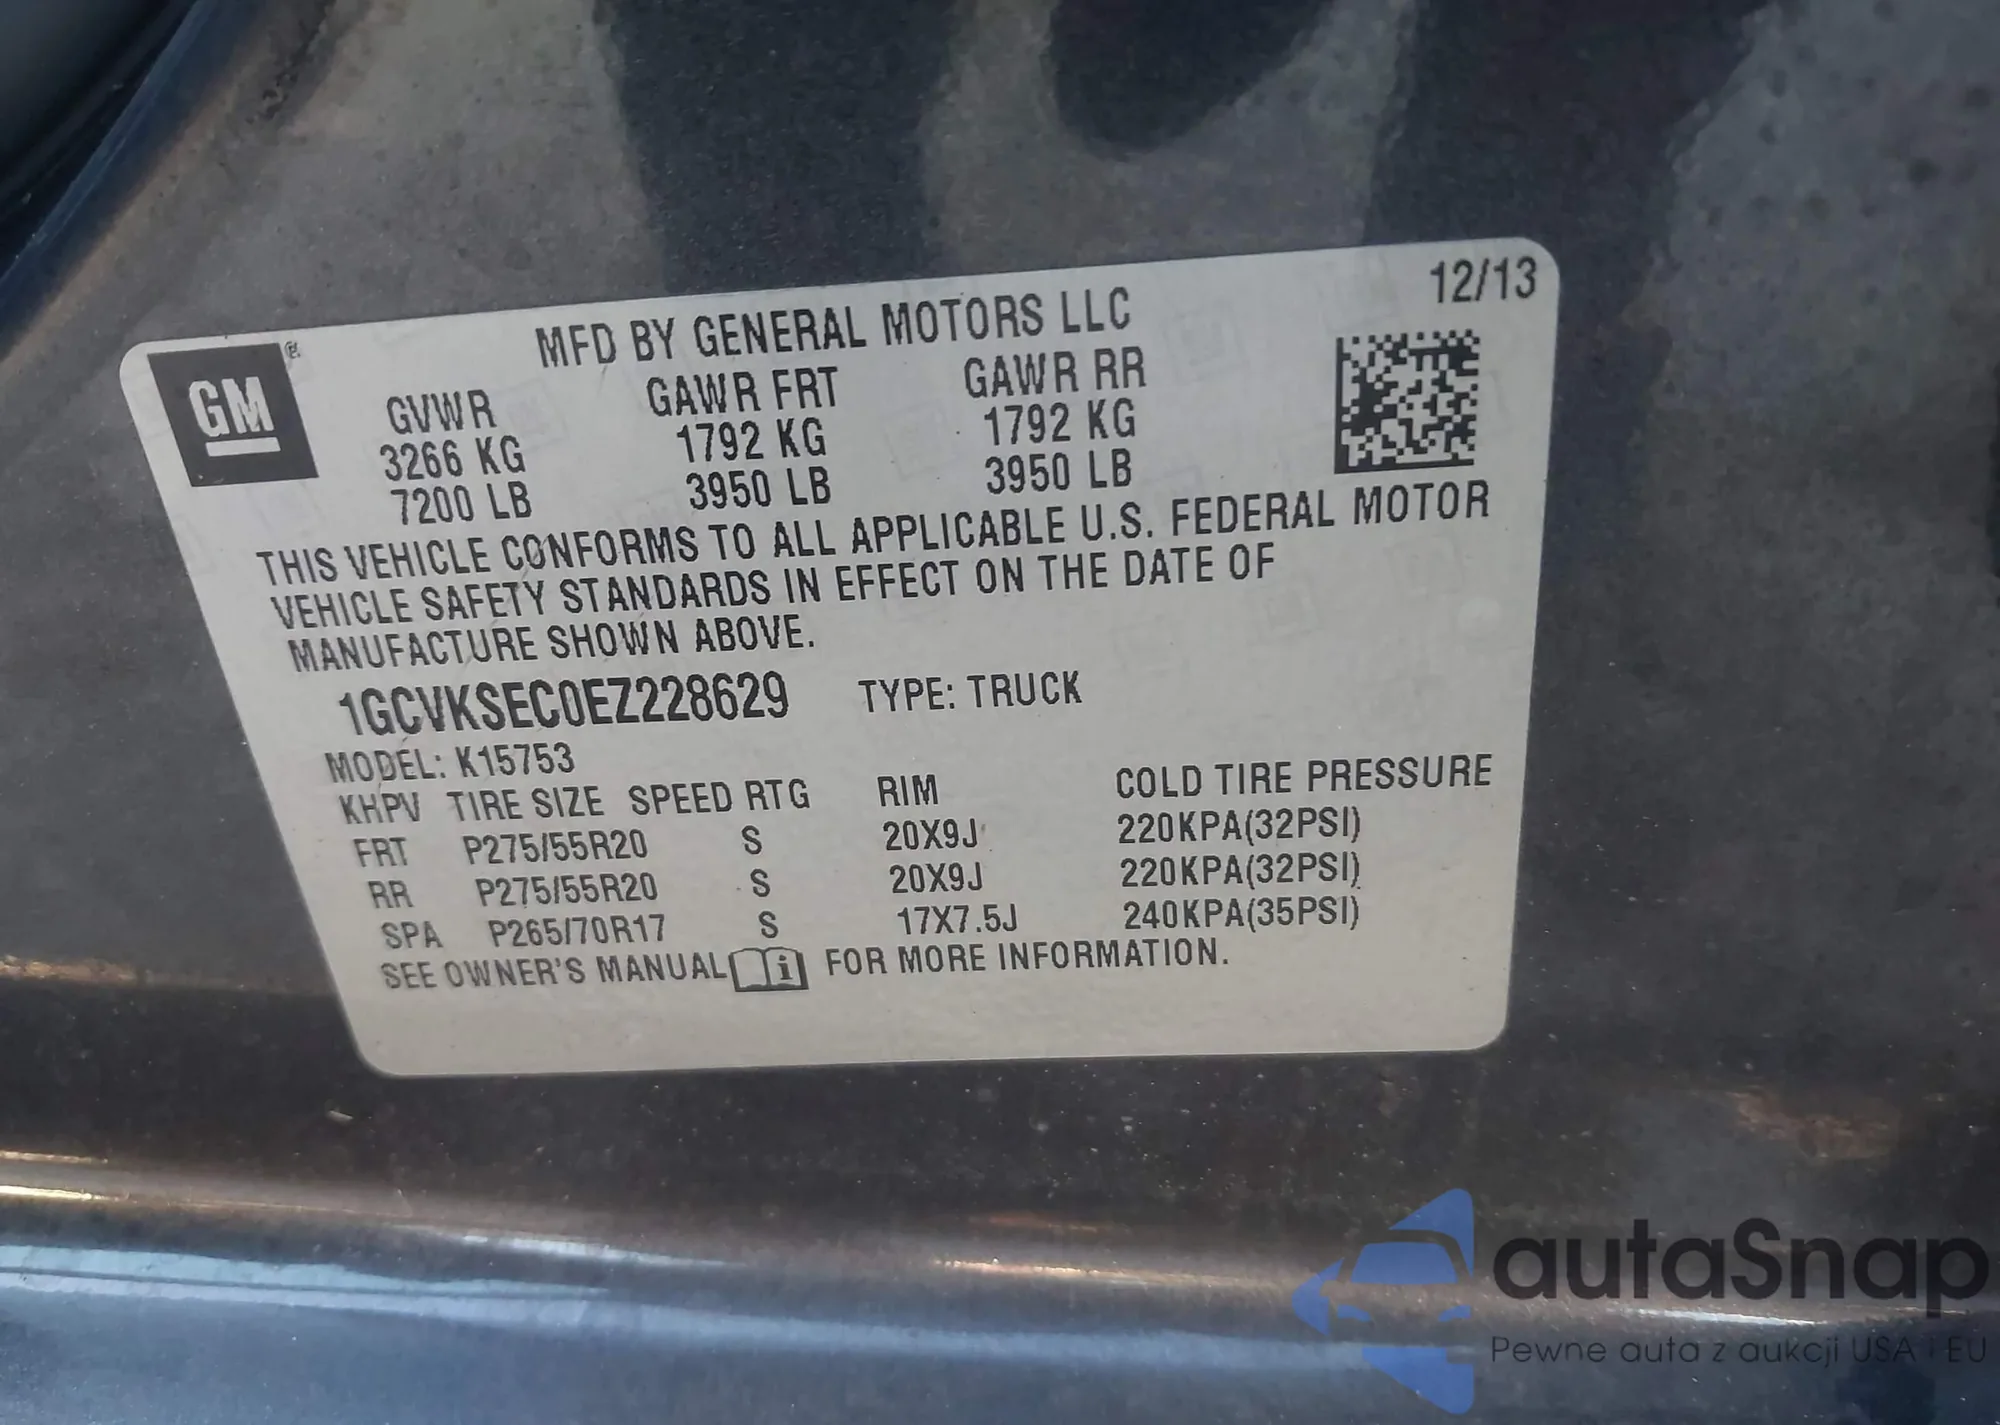 12/13
GM
MFD BY GENERAL MOTORS LLC
GVWR GAWR FRT GAWR RR
3266 KG 1792 KG 1792 KG
7200 LB 3950 LB 3950 LB
THIS VEHICLE CONFORMS TO ALL APPLICABLE U.S. FEDERAL MOTOR
VEHICLE SAFETY STANDARDS IN EFFECT ON THE DATE OF
MANUFACTURE SHOWN ABOVE.
1GCVKSEC0EZ228629 TYPE: TRUCK
MODEL: K15753
KHPV TIRE SIZE SPEED RTG RIM COLD TIRE PRESSURE
FRT P275/55R20 S 20X9J 220KPA(32PSI)
RR P275/55R20 S 20X9J 220KPA(32PSI)
SPA P265/70R17 S 17X7.5J 240KPA(35PSI)
SEE OWNER'S MANUAL i FOR MORE INFORMATION.
autaSnap
Pewne auta z aukcji USA i EU